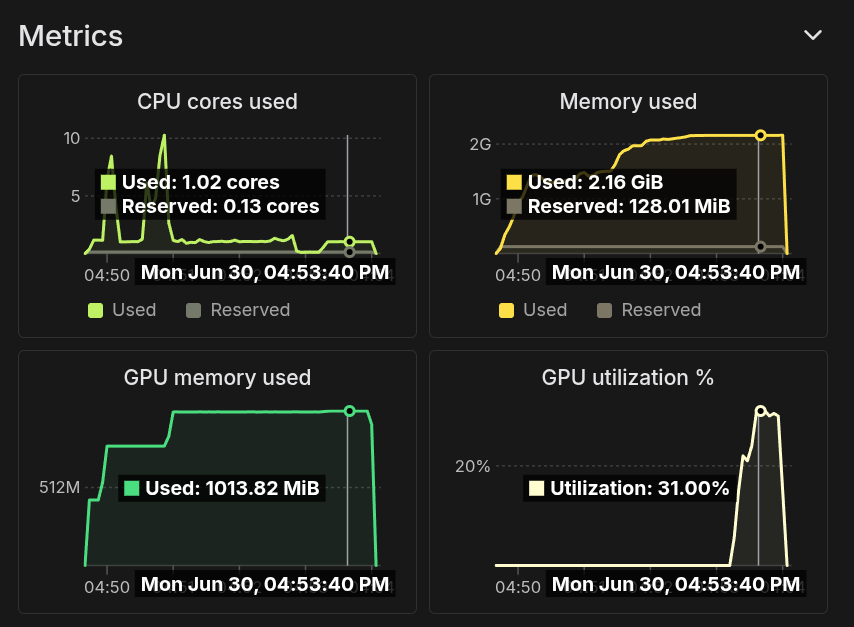 Metrics
CPU cores used
10
5
Used: 1.02 cores
Reserved: 0.13 cores
04:50
Mon Jun 30, 04:53:40 PM
Used
Reserved
Memory used
2G
1G
Used: 2.16 GiB
Reserved: 128.01 MiB
04:50
Mon Jun 30, 04:53:40 PM
Used
Reserved
GPU memory used
512M
Used: 1013.82 MiB
04:50
Mon Jun 30, 04:53:40 PM
GPU utilization %
20%
Utilization: 31.00%
04:50
Mon Jun 30, 04:53:40 PM